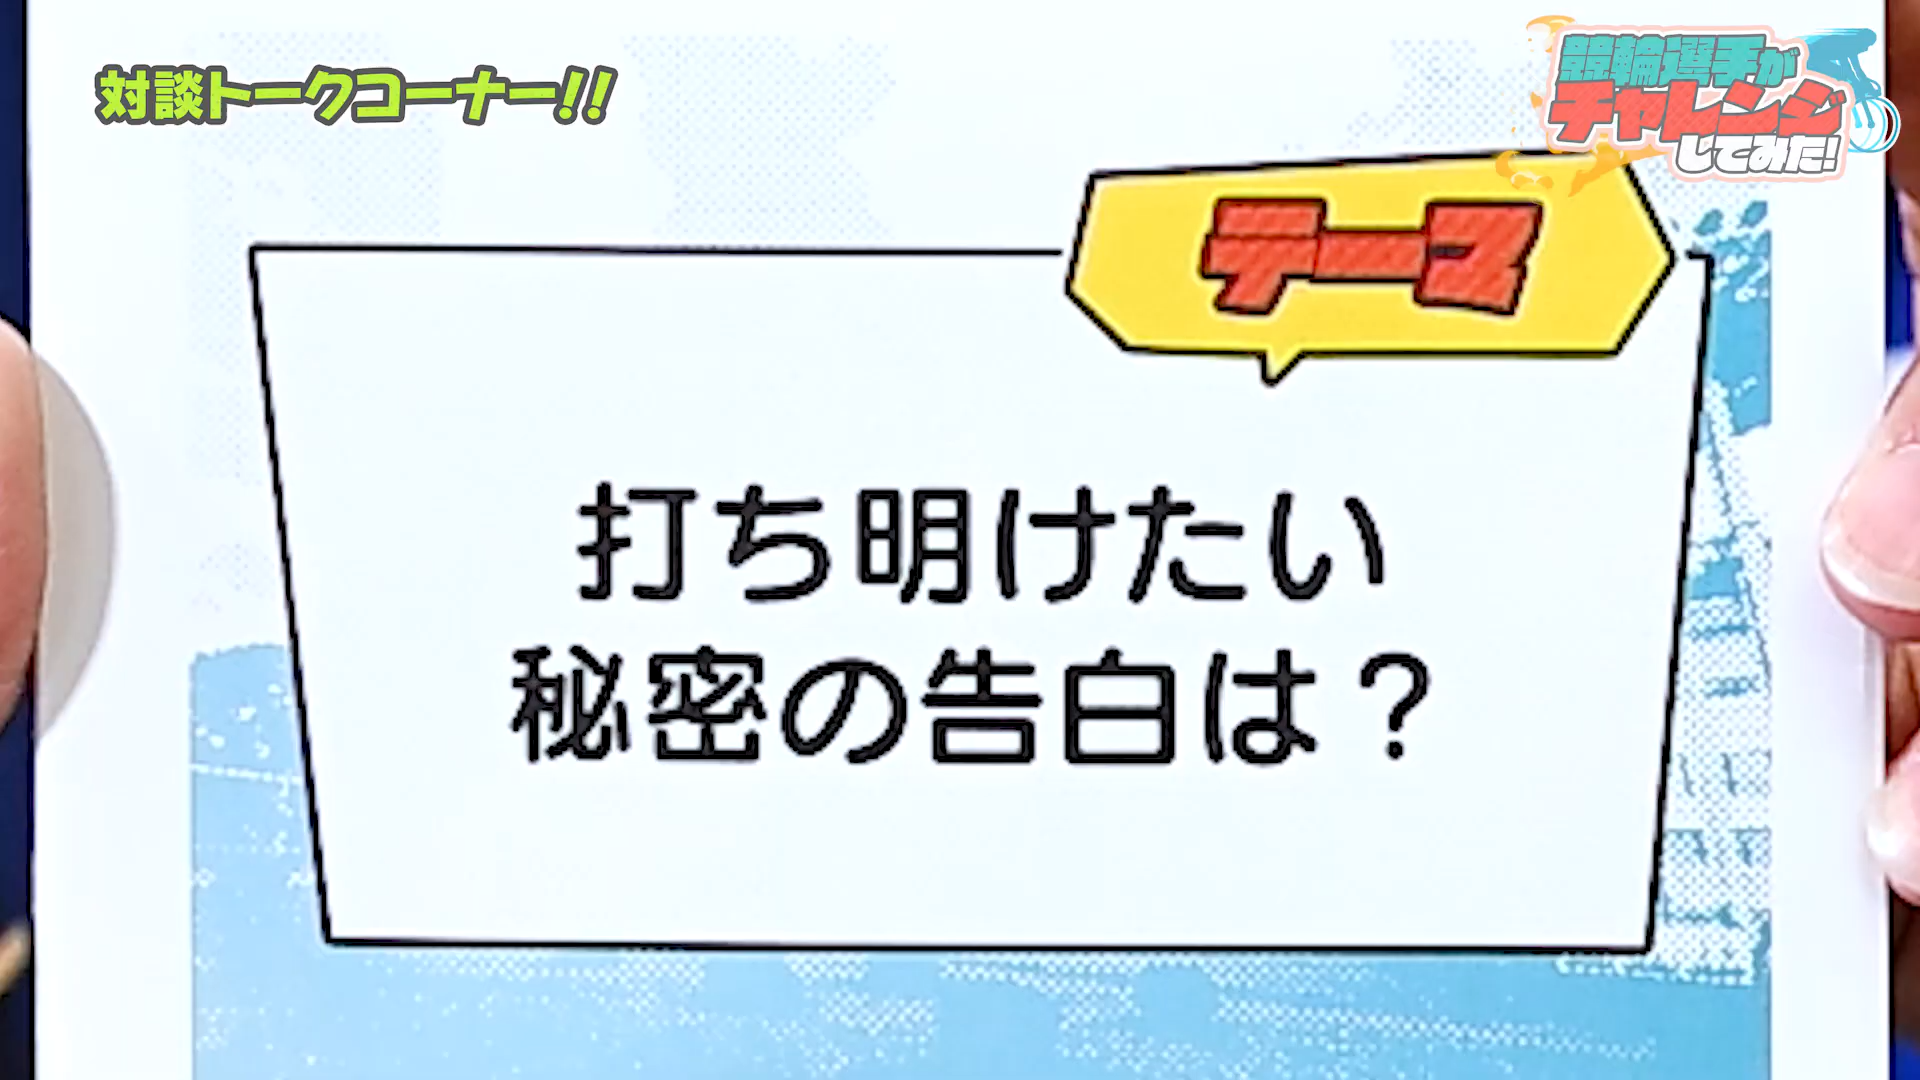 対談トークコーナー!!
競輪選手が
チャレンジ
してみた!
テーマ
打ち明けたい
秘密の告白は？